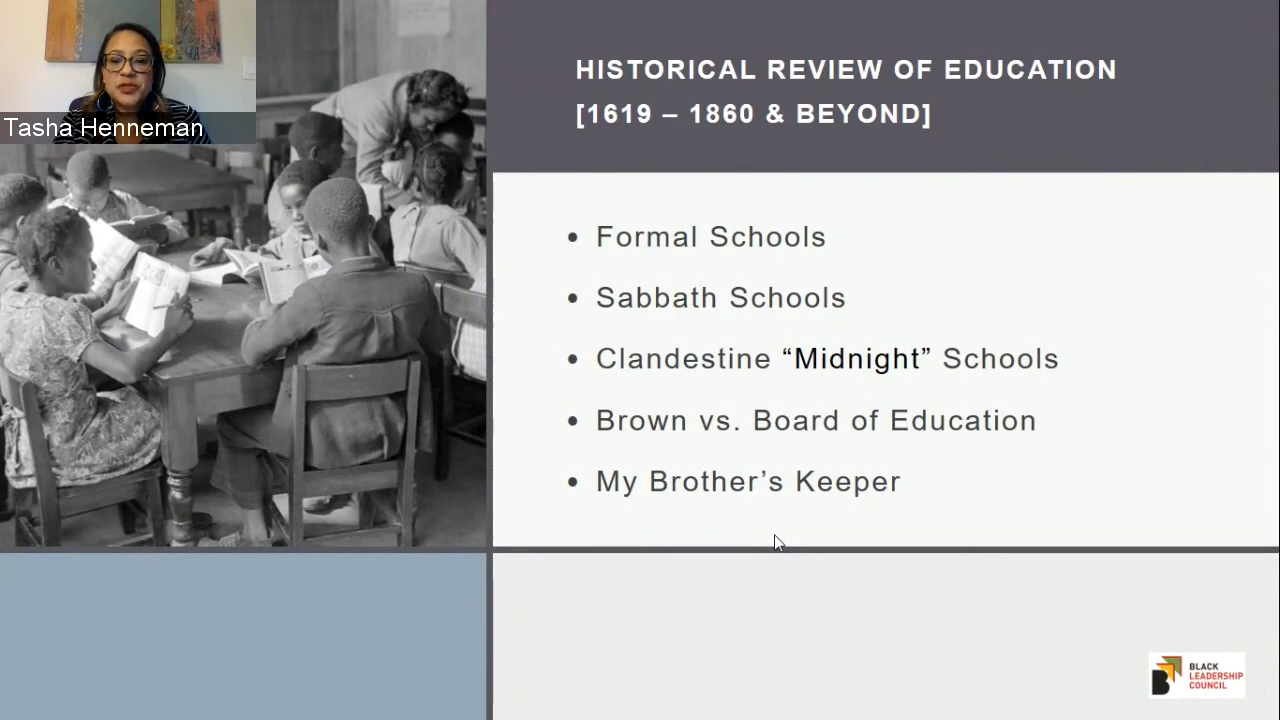 Tasha Henneman
HISTORICAL REVIEW OF EDUCATION
[1619 – 1860 & BEYOND]
• Formal Schools
• Sabbath Schools
• Clandestine “Midnight” Schools
• Brown vs. Board of Education
• My Brother’s Keeper
BLACK
LEADERSHIP
COUNCIL